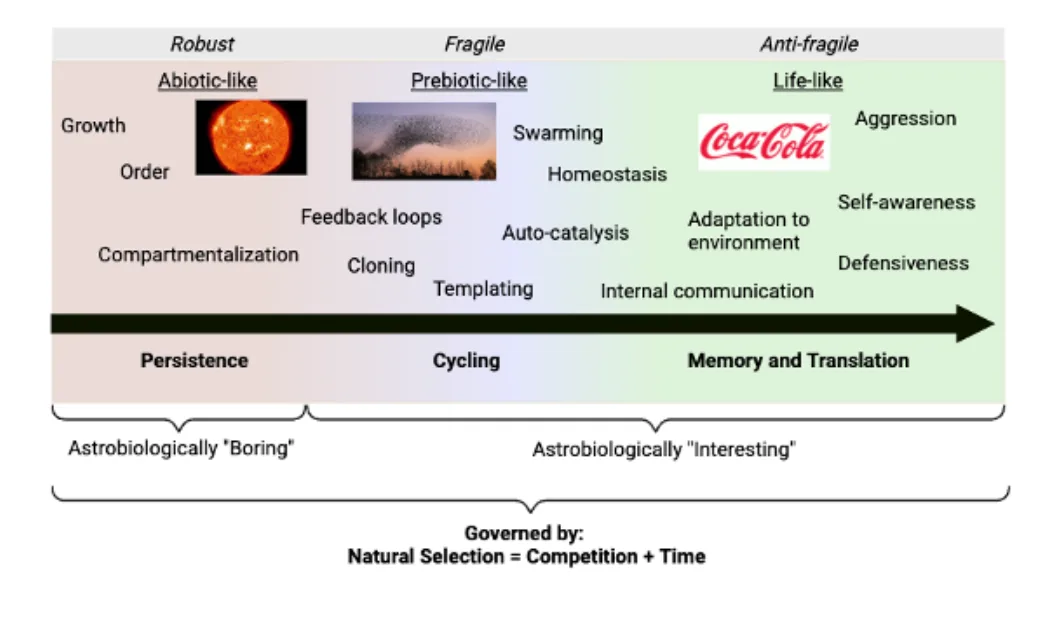 Robust
Fragile
Anti-fragile
Abiotic-like
Prebiotic-like
Life-like
Growth
Order
Compartmentalization
Feedback loops
Cloning
Templating
Swarming
Homeostasis
Auto-catalysis
Coca-Cola
Aggression
Self-awareness
Adaptation to
environment
Defensiveness
Internal communication
Persistence
Cycling
Memory and Translation
Astrobiologically "Boring"
Astrobiologically "Interesting"
Governed by:
Natural Selection = Competition + Time